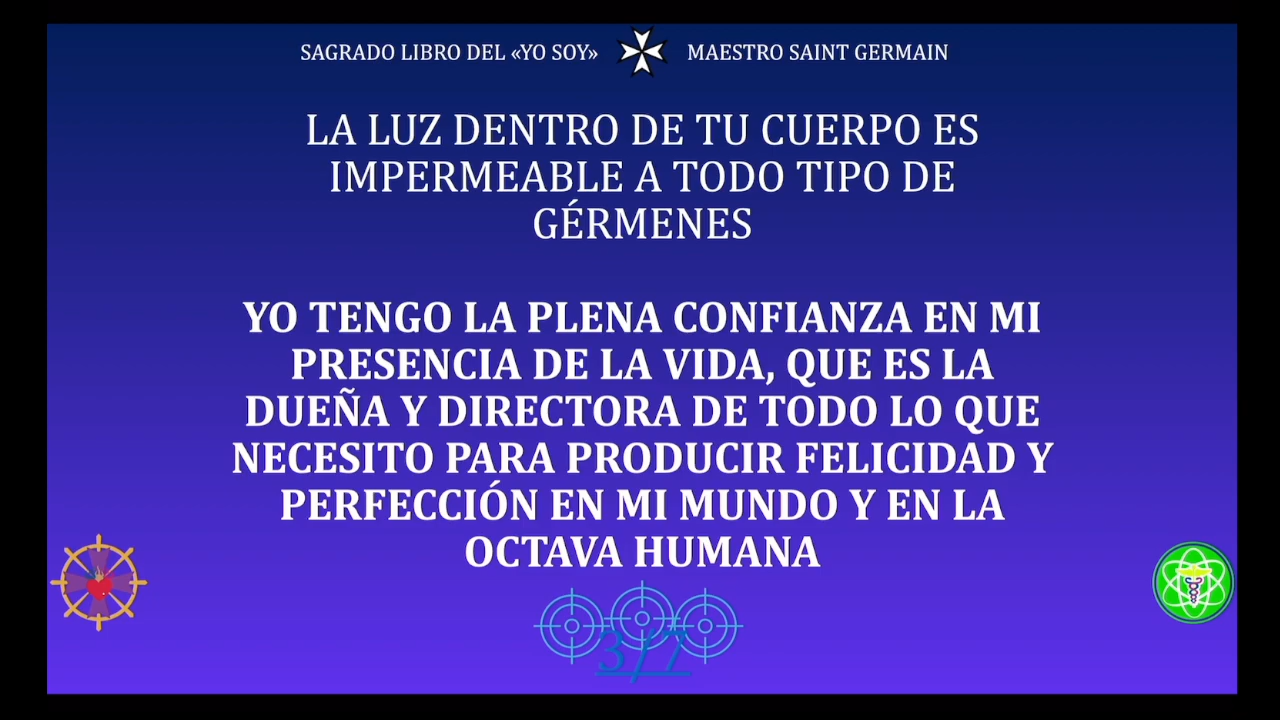 SAGRADO LIBRO DEL «YO SOY» MAESTRO SAINT GERMAIN
LA LUZ DENTRO DE TU CUERPO ES
IMPERMEABLE A TODO TIPO DE
GÉRMENES
YO TENGO LA PLENA CONFIANZA EN MI
PRESENCIA DE LA VIDA, QUE ES LA
DUEÑA Y DIRECTORA DE TODO LO QUE
NECESITO PARA PRODUCIR FELICIDAD Y
PERFECCIÓN EN MI MUNDO Y EN LA
OCTAVA HUMANA
3/7